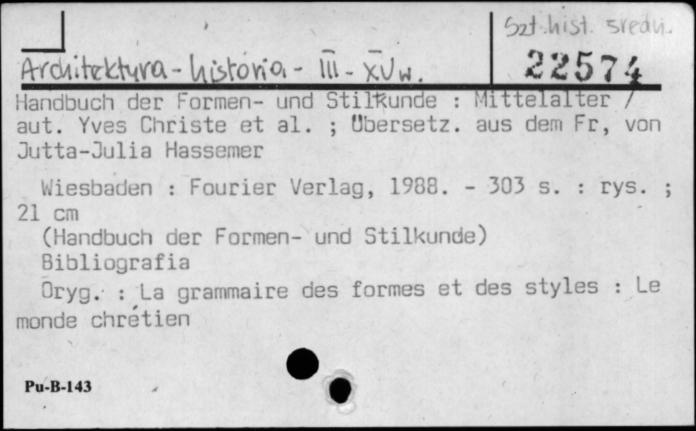 Szt. hist. średn.
Architektura - historia - III - XV w.
22574
Handbuch der Formen- und Stilkunde : Mittelalter /
aut. Yves Christe et al. ; Übersetz. aus dem Fr, von
Jutta-Julia Hassemer
Wiesbaden : Fourier Verlag, 1988. - 303 s. : rys. ;
21 cm
(Handbuch der Formen- und Stilkunde)
Bibliografia
Oryg. : La grammaire des formes et des styles : Le
monde chrétien
Pu-B-143